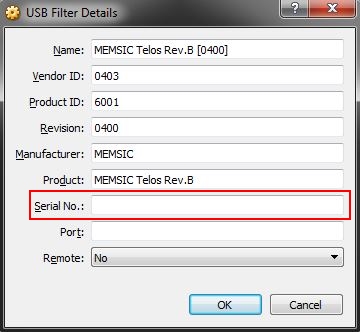 USB Filter Details
Name: MEMSIC Telos Rev.B [0400]
Vendor ID: 0403
Product ID: 6001
Revision: 0400
Manufacturer: MEMSIC
Product: MEMSIC Telos Rev.B
Serial No.:
Port:
Remote: No
OK Cancel